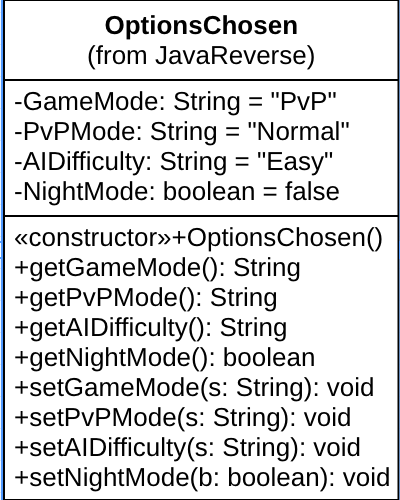 OptionsChosen
(from JavaReverse)
-GameMode: String = "PvP"
-PvPMode: String = "Normal"
-AIDifficulty: String = "Easy"
-NightMode: boolean = false
«constructor»+OptionsChosen()
+getGameMode(): String
+getPvPMode(): String
+getAIDifficulty(): String
+getNightMode(): boolean
+setGameMode(s: String): void
+setPvPMode(s: String): void
+setAIDifficulty(s: String): void
+setNightMode(b: boolean): void